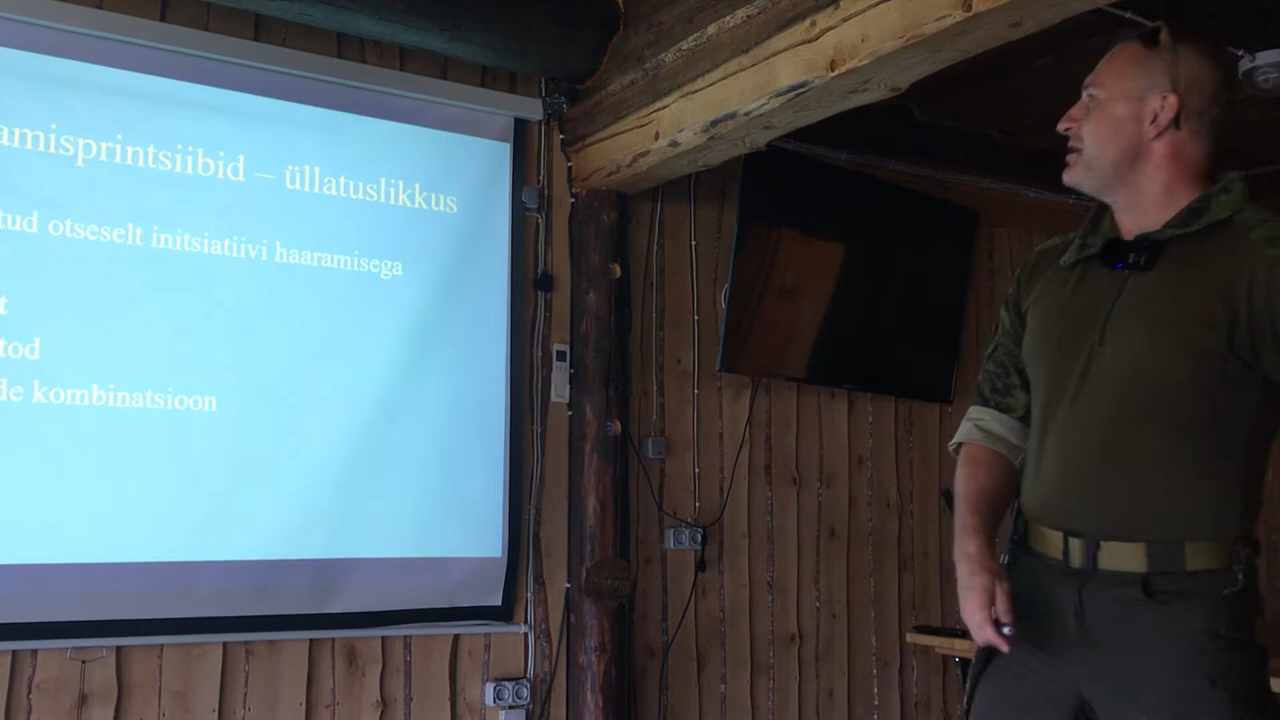 amisprintsiibid – üllatuslikkus
tud otseselt initsiatiivi haaramisega
t
tod
de kombinatsioon